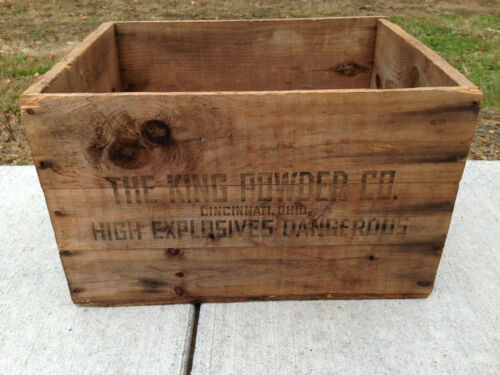 THE KING POWDER CO.
CINCINNATI, OHIO.
HIGH EXPLOSIVES DANGEROUS